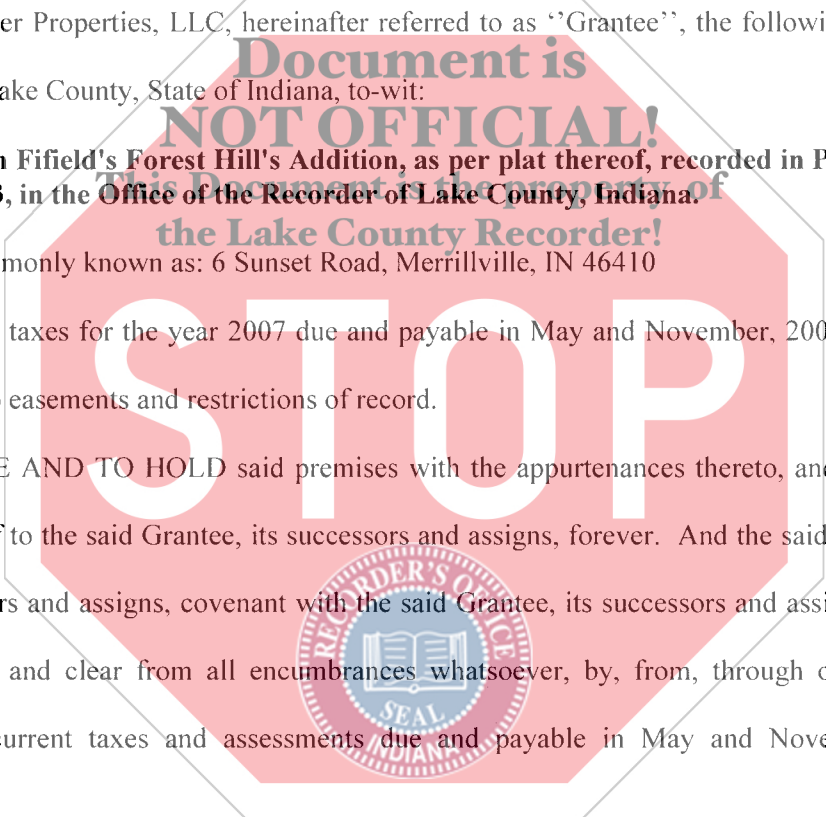 er Properties, LLC, hereinafter referred to as ‘’Grantee’’, the followi
Document is
ake County, State of Indiana, to-wit:
NOT OFFICIAL!
n Fifield's Forest Hill's Addition, as per plat thereof, recorded in P
This Document is the property of
, in the Office of the Recorder of Lake County, Indiana.
the Lake County Recorder!
monly known as: 6 Sunset Road, Merrillville, IN 46410
taxes for the year 2007 due and payable in May and November, 200
easements and restrictions of record.
STOP
E AND TO HOLD said premises with the appurtenances thereto, and
to the said Grantee, its successors and assigns, forever. And the said
rs and assigns, covenant with the said Grantee, its successors and assi
and clear from all encumbrances whatsoever, by, from, through o
urrent taxes and assessments due and payable in May and Nove
RECORDER'S OFFICE
SEAL
INDIANA